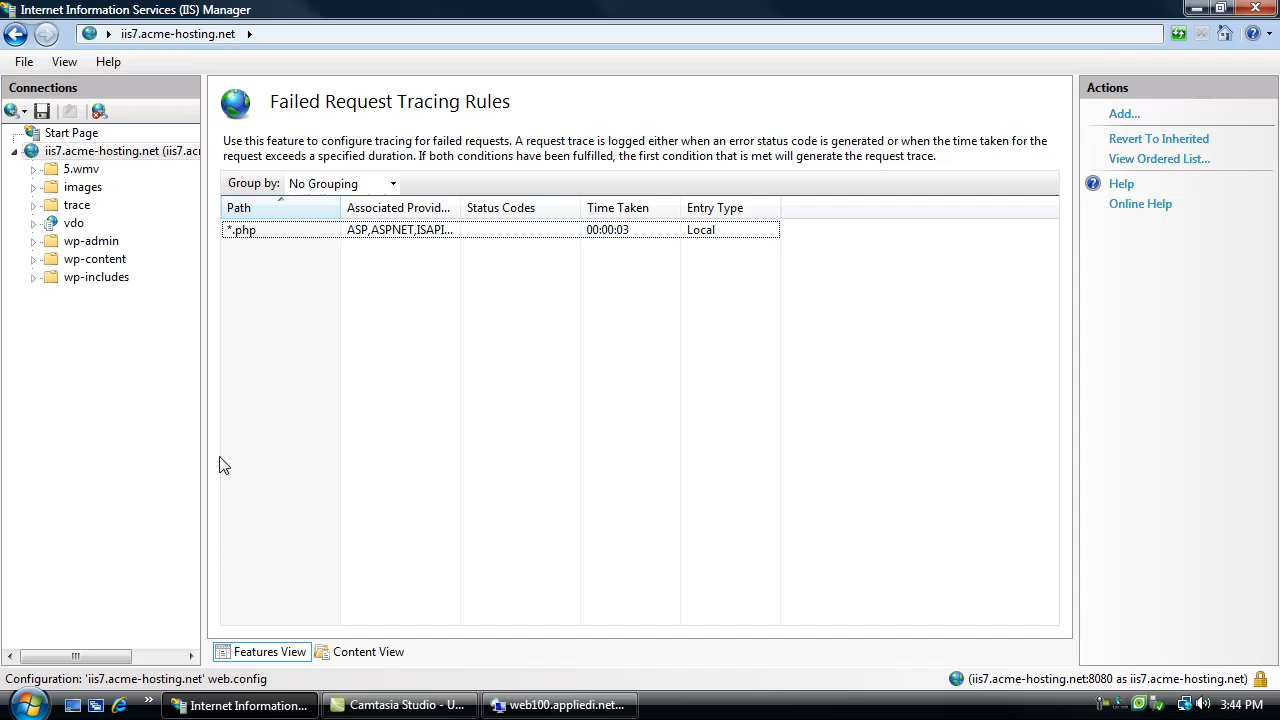 Internet Information Services (IIS) Manager
iis7.acme-hosting.net
File View Help
Connections
Start Page
iis7.acme-hosting.net (iis7.ac
5.wmv
images
trace
vdo
wp-admin
wp-content
wp-includes
Failed Request Tracing Rules
Use this feature to configure tracing for failed requests. A request trace is logged either when an error status code is generated or when the time taken for the
request exceeds a specified duration. If both conditions have been fulfilled, the first condition that is met will generate the request trace.
Group by: No Grouping
Path Associated Provid... Status Codes Time Taken Entry Type
*.php ASP,ASPNET,ISAPI... 00:00:03 Local
Features View Content View
Actions
Add...
Revert To Inherited
View Ordered List...
Help
Online Help
Configuration: 'iis7.acme-hosting.net' web.config
(iis7.acme-hosting.net:8080 as iis7.acme-hosting.net)
Internet Information... Camtasia Studio - U... web100.appliedi.net... 3:44 PM